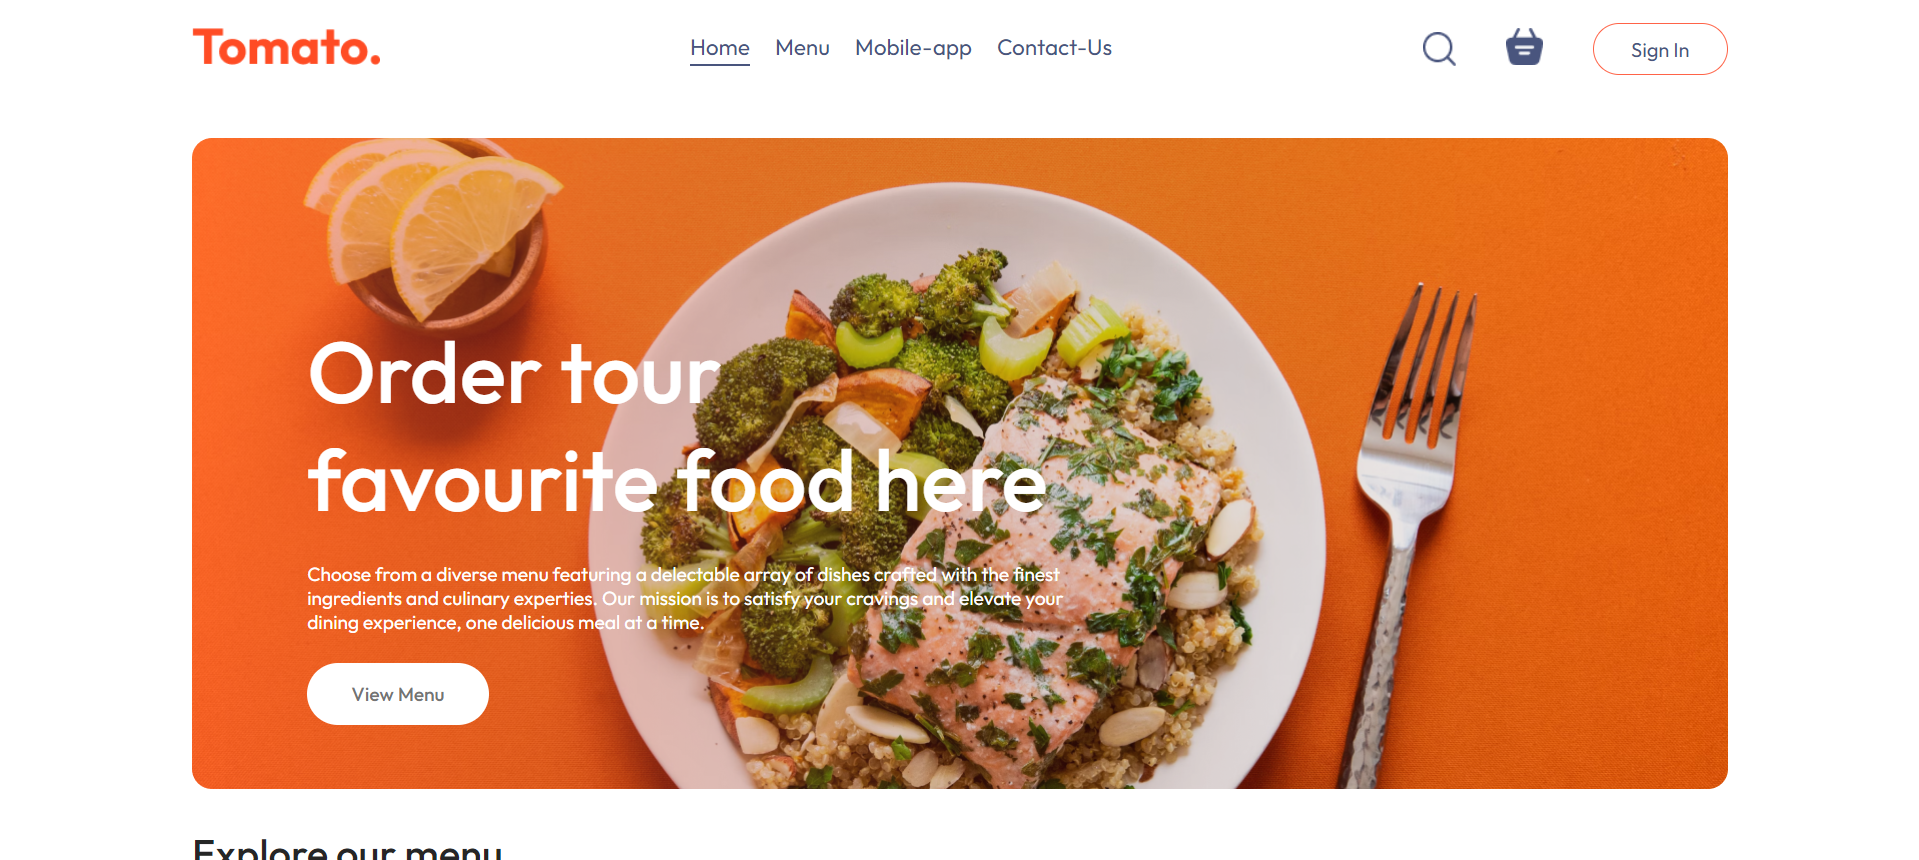 Tomato.
Home Menu Mobile-app Contact-Us
Sign In
Order tour
favourite food here
Choose from a diverse menu featuring a delectable array of dishes crafted with the finest
ingredients and culinary experties. Our mission is to satisfy your cravings and elevate your
dining experience, one delicious meal at a time.
View Menu
Explore our menu